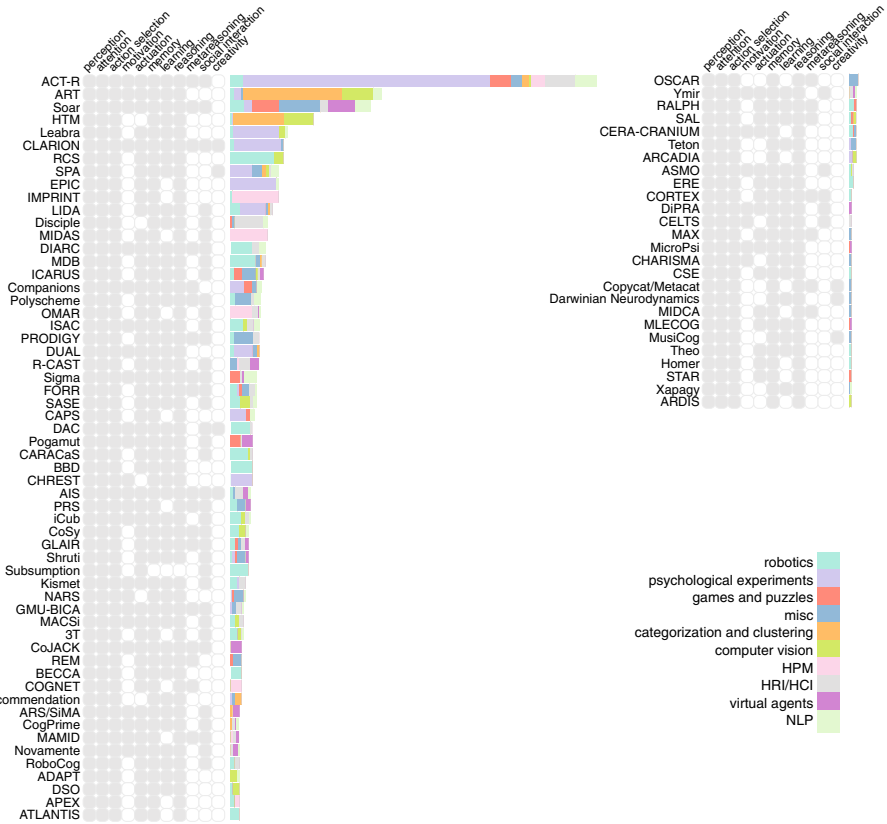 perception
attention
action selection
motivation
actuation
memory
learning
reasoning
metareasoning
social interaction
creativity
ACT-R
ART
Soar
HTM
Leabra
CLARION
RCS
SPA
EPIC
IMPRINT
LIDA
Disciple
MIDAS
DIARC
MDB
ICARUS
Companions
Polyscheme
OMAR
ISAC
PRODIGY
DUAL
R-CAST
Sigma
FORR
SASE
CAPS
DAC
Pogamut
CARACaS
BBD
CHREST
AIS
PRS
iCub
CoSy
GLAIR
Shruti
Subsumption
Kismet
NARS
GMU-BICA
MACSi
3T
CoJACK
REM
BECCA
COGNET
commendation
ARS/SiMA
CogPrime
MAMID
Novamente
RoboCog
ADAPT
DSO
APEX
ATLANTIS
perception
attention
action selection
motivation
actuation
memory
learning
reasoning
metareasoning
social interaction
creativity
OSCAR
Ymir
RALPH
SAL
CERA-CRANIUM
Teton
ARCADIA
ASMO
ERE
CORTEX
DiPRA
CELTS
MAX
MicroPsi
CHARISMA
CSE
Copycat/Metacat
Darwinian Neurodynamics
MIDCA
MLECOG
MusiCog
Theo
Homer
STAR
Xapagy
ARDIS
robotics
psychological experiments
games and puzzles
misc
categorization and clustering
computer vision
HPM
HRI/HCI
virtual agents
NLP